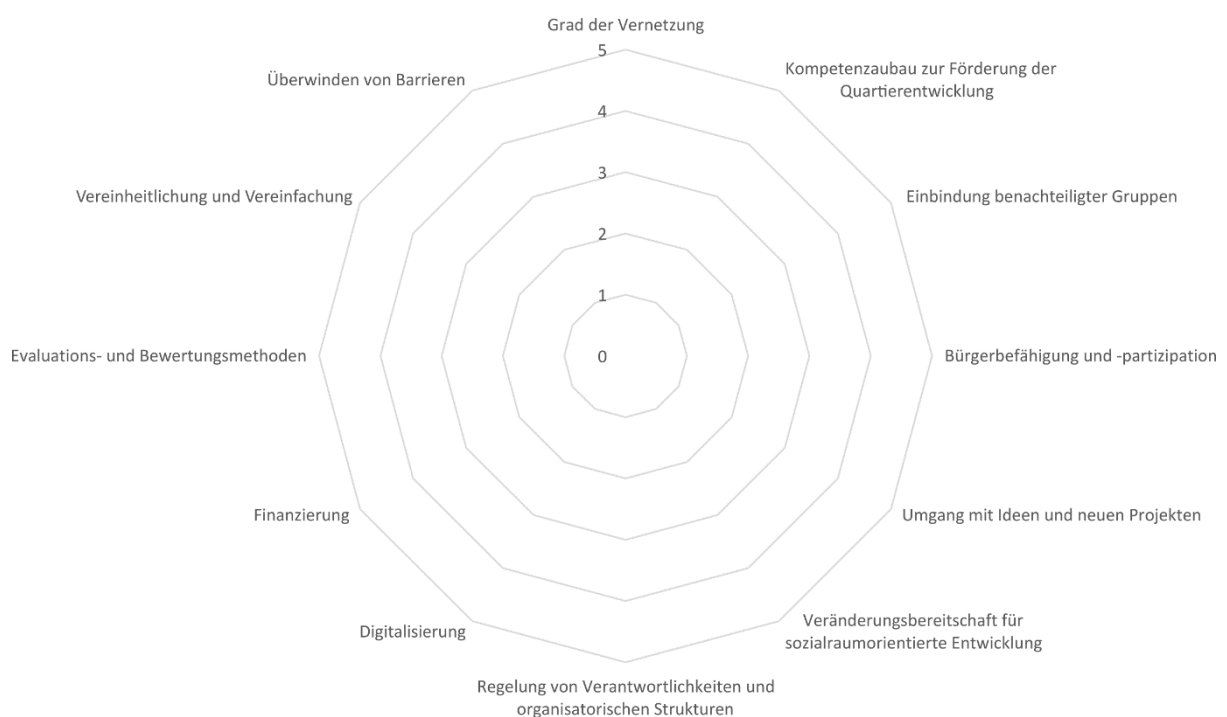 Grad der Vernetzung
Kompetenzaubau zur Förderung der
Quartierentwicklung
Einbindung benachteiligter Gruppen
Bürgerbefähigung und -partizipation
Umgang mit Ideen und neuen Projekten
Veränderungsbereitschaft für
sozialraumorientierte Entwicklung
Regelung von Verantwortlichkeiten und
organisatorischen Strukturen
Digitalisierung
Finanzierung
Evaluations- und Bewertungsmethoden
Vereinheitlichung und Vereinfachung
Überwinden von Barrieren
5
4
3
2
1
0